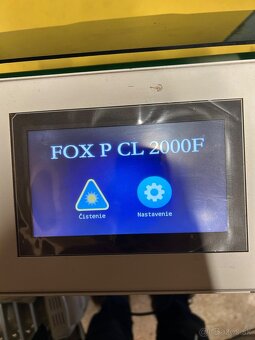 FOX P CL 2000F
Čistenie
Nastavenie